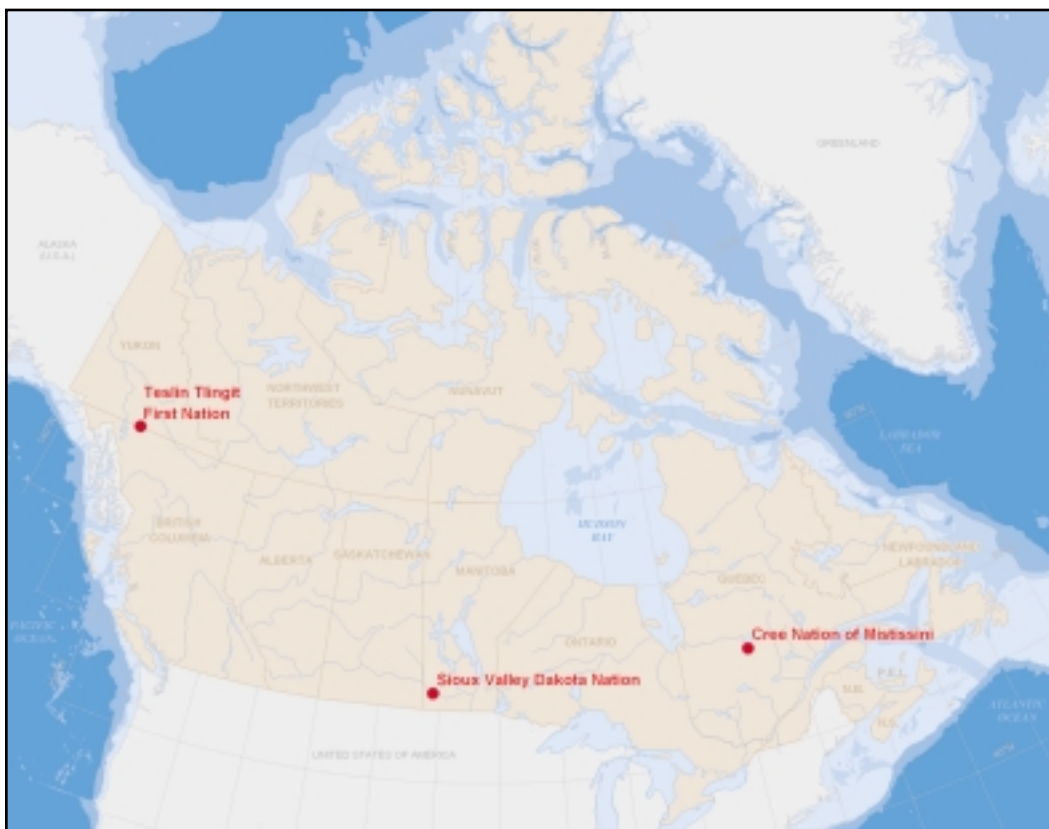 GREENLAND
ALASKA
(U.S.A.)
YUKON
Teslin Tlingit
First Nation
NORTHWEST
TERRITORIES
NUNAVUT
LABRADOR
SEA
HUDSON
BAY
BRITISH
COLUMBIA
ALBERTA
SASKATCHEWAN
MANITOBA
QUEBEC
NEWFOUNDLAND
LABRADOR
PACIFIC
OCEAN
ONTARIO
Cree Nation of Mistissini
Sioux Valley Dakota Nation
P.E.I.
N.B.
N.S.
ATLANTIC
OCEAN
UNITED STATES OF AMERICA